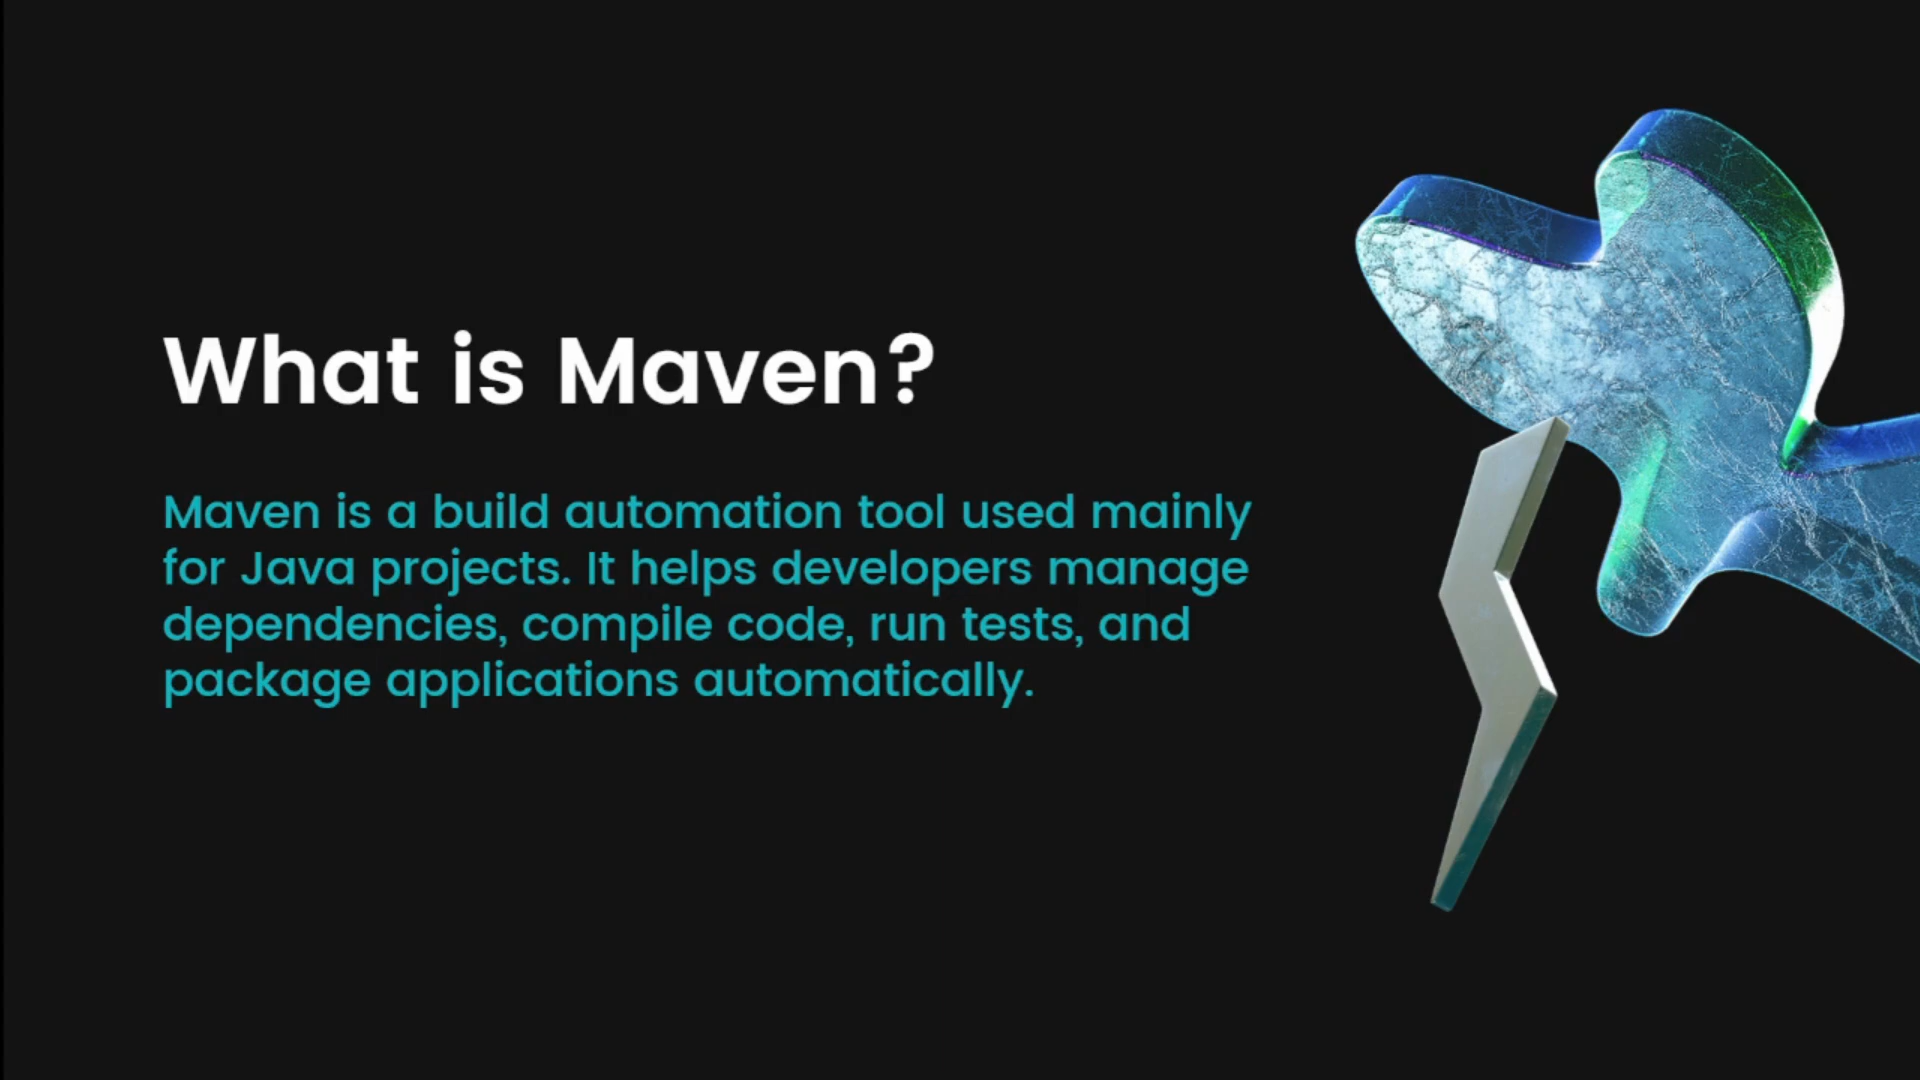 What is Maven?
Maven is a build automation tool used mainly
for Java projects. It helps developers manage
dependencies, compile code, run tests, and
package applications automatically.